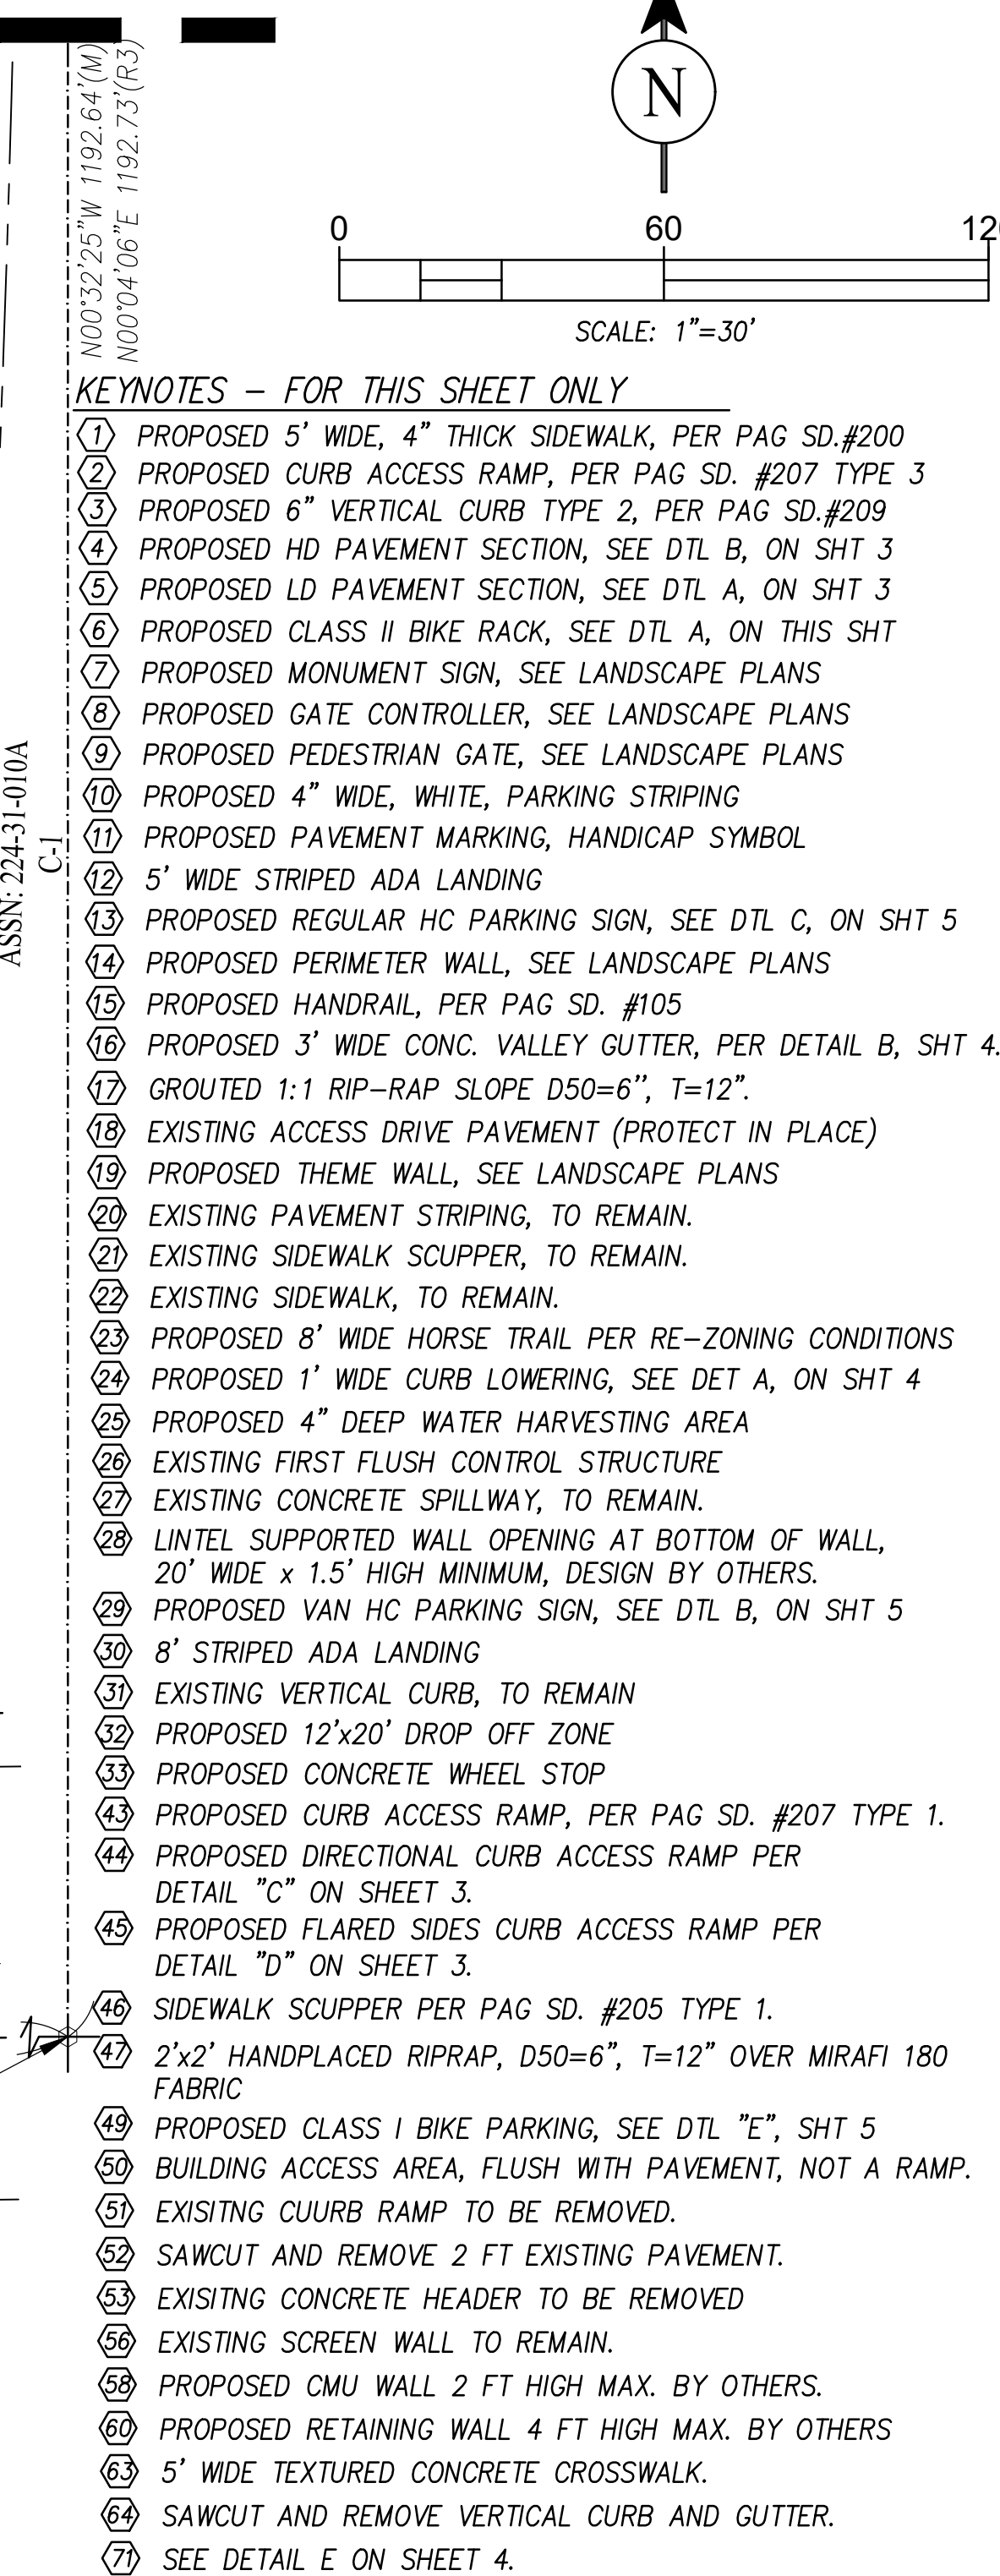 N00°32'25"W 1192.64'(M)
N00°04'06"E 1192.73'(R3)
N
0 60 120
SCALE: 1"=30'
ASSN: 224-31-010A
C-1
KEYNOTES - FOR THIS SHEET ONLY
1 PROPOSED 5' WIDE, 4" THICK SIDEWALK, PER PAG SD.#200
2 PROPOSED CURB ACCESS RAMP, PER PAG SD. #207 TYPE 3
3 PROPOSED 6" VERTICAL CURB TYPE 2, PER PAG SD.#209
4 PROPOSED HD PAVEMENT SECTION, SEE DTL B, ON SHT 3
5 PROPOSED LD PAVEMENT SECTION, SEE DTL A, ON SHT 3
6 PROPOSED CLASS II BIKE RACK, SEE DTL A, ON THIS SHT
7 PROPOSED MONUMENT SIGN, SEE LANDSCAPE PLANS
8 PROPOSED GATE CONTROLLER, SEE LANDSCAPE PLANS
9 PROPOSED PEDESTRIAN GATE, SEE LANDSCAPE PLANS
10 PROPOSED 4" WIDE, WHITE, PARKING STRIPING
11 PROPOSED PAVEMENT MARKING, HANDICAP SYMBOL
12 5' WIDE STRIPED ADA LANDING
13 PROPOSED REGULAR HC PARKING SIGN, SEE DTL C, ON SHT 5
14 PROPOSED PERIMETER WALL, SEE LANDSCAPE PLANS
15 PROPOSED HANDRAIL, PER PAG SD. #105
16 PROPOSED 3' WIDE CONC. VALLEY GUTTER, PER DETAIL B, SHT 4.
17 GROUTED 1:1 RIP-RAP SLOPE D50=6'', T=12".
18 EXISTING ACCESS DRIVE PAVEMENT (PROTECT IN PLACE)
19 PROPOSED THEME WALL, SEE LANDSCAPE PLANS
20 EXISTING PAVEMENT STRIPING, TO REMAIN.
21 EXISTING SIDEWALK SCUPPER, TO REMAIN.
22 EXISTING SIDEWALK, TO REMAIN.
23 PROPOSED 8' WIDE HORSE TRAIL PER RE-ZONING CONDITIONS
24 PROPOSED 1' WIDE CURB LOWERING, SEE DET A, ON SHT 4
25 PROPOSED 4" DEEP WATER HARVESTING AREA
26 EXISTING FIRST FLUSH CONTROL STRUCTURE
27 EXISTING CONCRETE SPILLWAY, TO REMAIN.
28 LINTEL SUPPORTED WALL OPENING AT BOTTOM OF WALL,
20' WIDE x 1.5' HIGH MINIMUM, DESIGN BY OTHERS.
29 PROPOSED VAN HC PARKING SIGN, SEE DTL B, ON SHT 5
30 8' STRIPED ADA LANDING
31 EXISTING VERTICAL CURB, TO REMAIN
32 PROPOSED 12'x20' DROP OFF ZONE
33 PROPOSED CONCRETE WHEEL STOP
43 PROPOSED CURB ACCESS RAMP, PER PAG SD. #207 TYPE 1.
44 PROPOSED DIRECTIONAL CURB ACCESS RAMP PER
DETAIL "C" ON SHEET 3.
45 PROPOSED FLARED SIDES CURB ACCESS RAMP PER
DETAIL "D" ON SHEET 3.
46 SIDEWALK SCUPPER PER PAG SD. #205 TYPE 1.
47 2'x2' HANDPLACED RIPRAP, D50=6", T=12" OVER MIRAFI 180
FABRIC
49 PROPOSED CLASS I BIKE PARKING, SEE DTL "E", SHT 5
50 BUILDING ACCESS AREA, FLUSH WITH PAVEMENT, NOT A RAMP.
51 EXISITNG CUURB RAMP TO BE REMOVED.
52 SAWCUT AND REMOVE 2 FT EXISTING PAVEMENT.
53 EXISITNG CONCRETE HEADER TO BE REMOVED
56 EXISTING SCREEN WALL TO REMAIN.
58 PROPOSED CMU WALL 2 FT HIGH MAX. BY OTHERS.
60 PROPOSED RETAINING WALL 4 FT HIGH MAX. BY OTHERS
63 5' WIDE TEXTURED CONCRETE CROSSWALK.
64 SAWCUT AND REMOVE VERTICAL CURB AND GUTTER.
71 SEE DETAIL E ON SHEET 4.